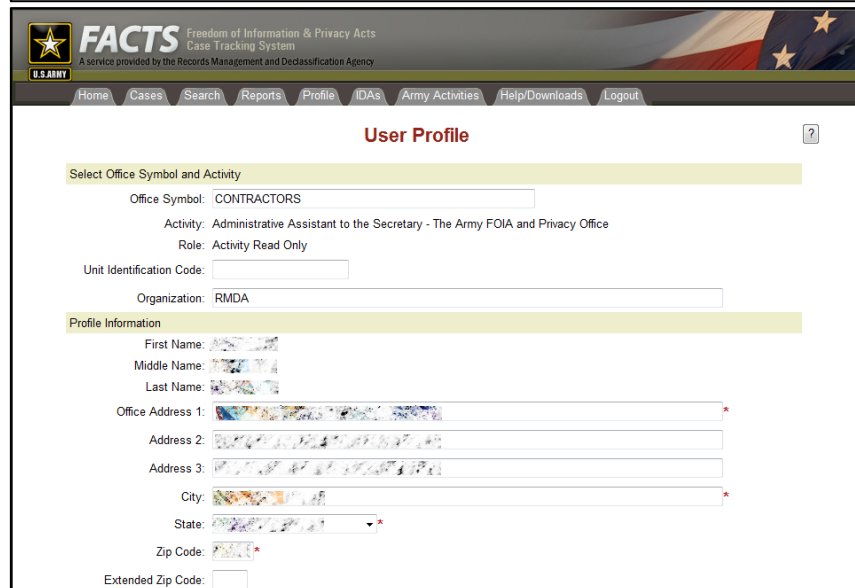 FACTS Freedom of Information & Privacy Acts
Case Tracking System
A service provided by the Records Management and Declassification Agency
U.S.ARMY
Home Cases Search Reports Profile IDAs Army Activities Help/Downloads Logout
User Profile ?
Select Office Symbol and Activity
Office Symbol: CONTRACTORS
Activity: Administrative Assistant to the Secretary - The Army FOIA and Privacy Office
Role: Activity Read Only
Unit Identification Code:
Organization: RMDA
Profile Information
First Name:
Middle Name:
Last Name:
Office Address 1: *
Address 2:
Address 3:
City: *
State: *
Zip Code: *
Extended Zip Code: